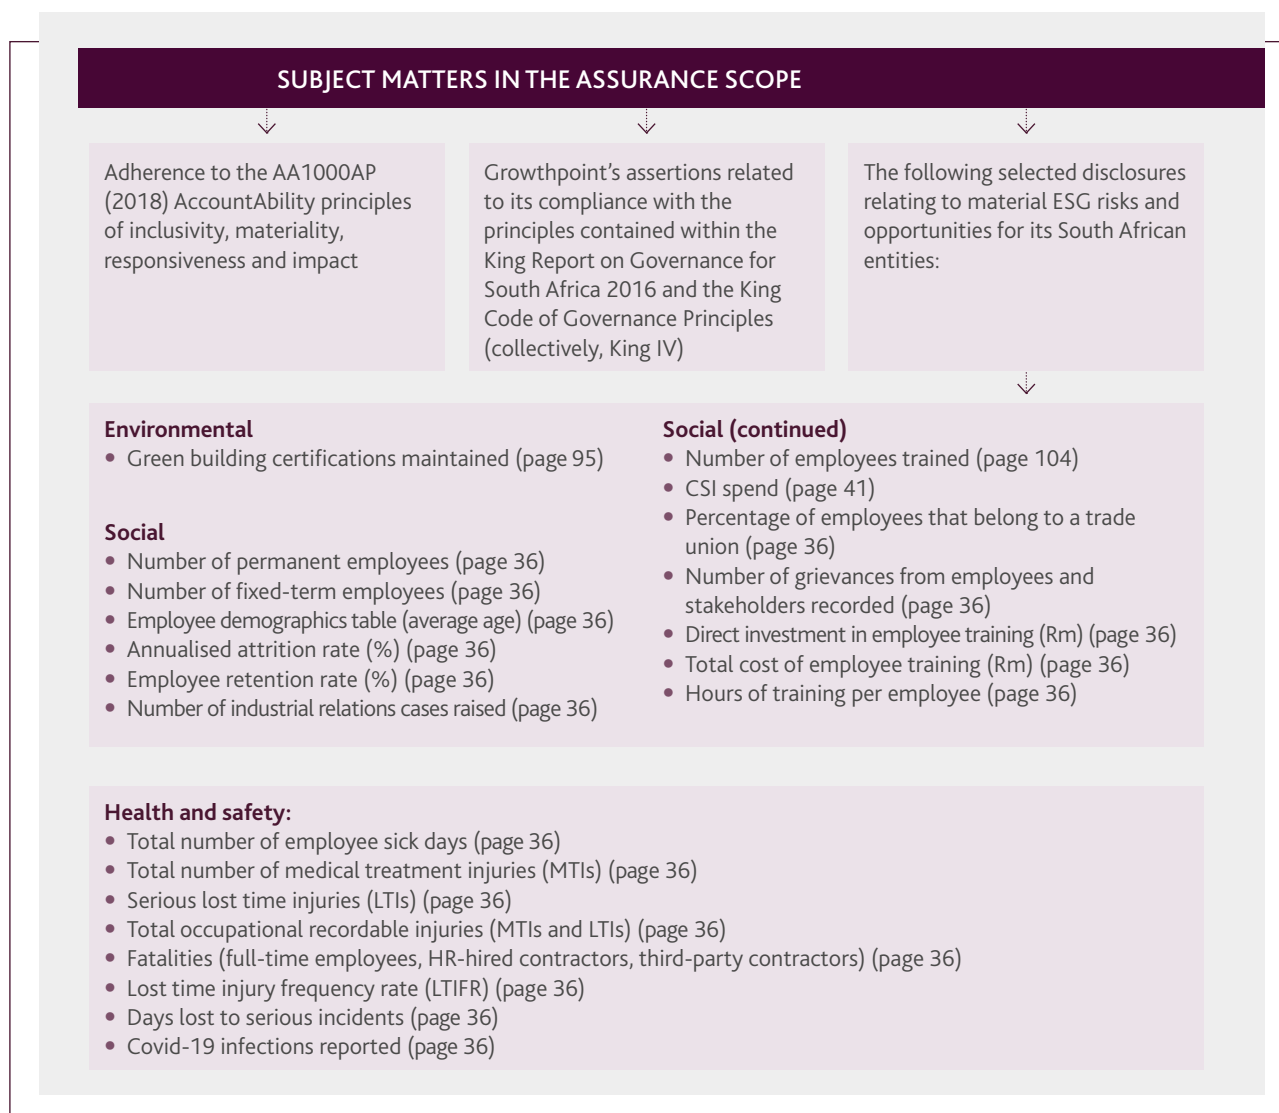 SUBJECT MATTERS IN THE ASSURANCE SCOPE
Adherence to the AA1000AP
(2018) AccountAbility principles
of inclusivity, materiality,
responsiveness and impact
Growthpoint’s assertions related
to its compliance with the
principles contained within the
King Report on Governance for
South Africa 2016 and the King
Code of Governance Principles
(collectively, King IV)
The following selected disclosures
relating to material ESG risks and
opportunities for its South African
entities:
Environmental
• Green building certifications maintained (page 95)
Social
• Number of permanent employees (page 36)
• Number of fixed-term employees (page 36)
• Employee demographics table (average age) (page 36)
• Annualised attrition rate (%) (page 36)
• Employee retention rate (%) (page 36)
• Number of industrial relations cases raised (page 36)
Social (continued)
• Number of employees trained (page 104)
• CSI spend (page 41)
• Percentage of employees that belong to a trade
union (page 36)
• Number of grievances from employees and
stakeholders recorded (page 36)
• Direct investment in employee training (Rm) (page 36)
• Total cost of employee training (Rm) (page 36)
• Hours of training per employee (page 36)
Health and safety:
• Total number of employee sick days (page 36)
• Total number of medical treatment injuries (MTIs) (page 36)
• Serious lost time injuries (LTIs) (page 36)
• Total occupational recordable injuries (MTIs and LTIs) (page 36)
• Fatalities (full-time employees, HR-hired contractors, third-party contractors) (page 36)
• Lost time injury frequency rate (LTIFR) (page 36)
• Days lost to serious incidents (page 36)
• Covid-19 infections reported (page 36)